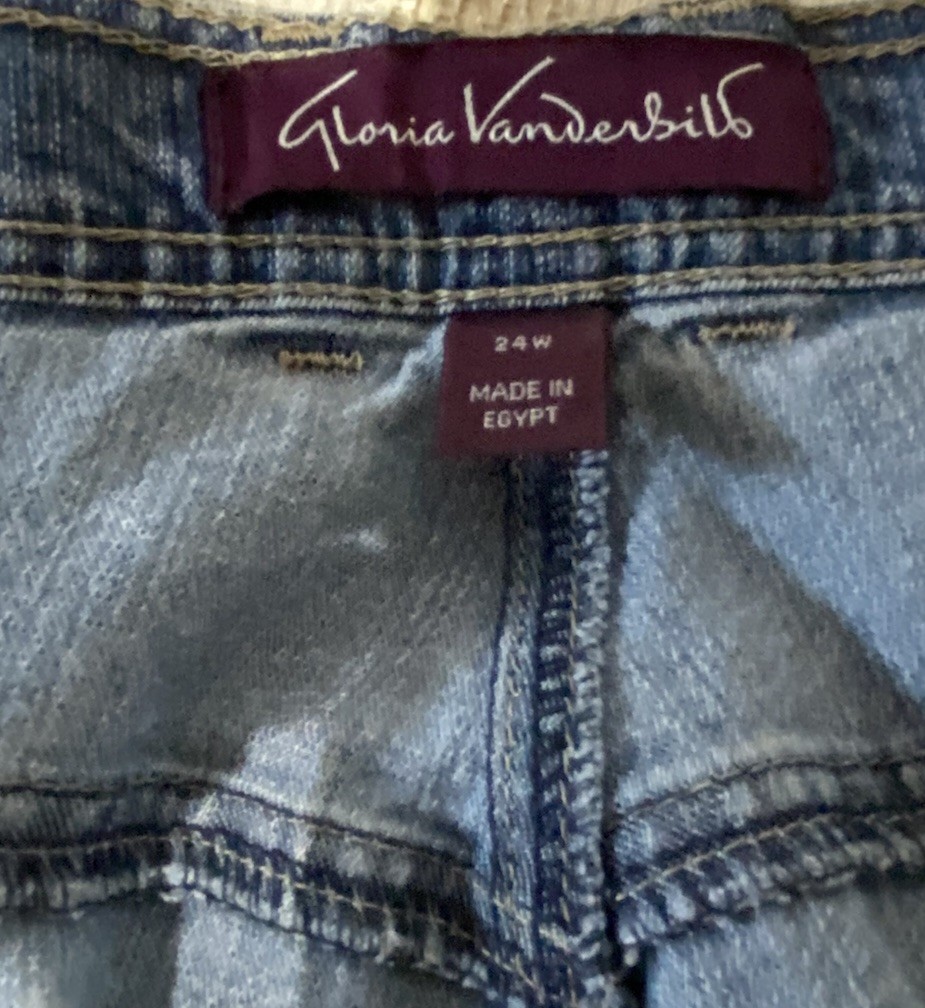 Gloria Vanderbilt
24W
MADE IN
EGYPT